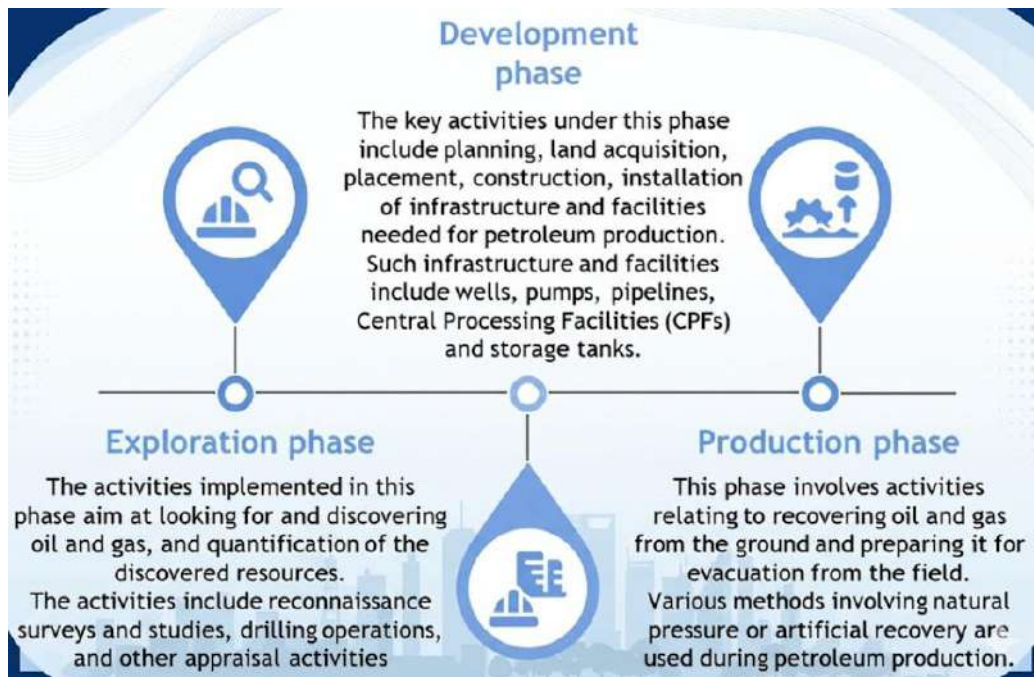 Development
phase
The key activities under this phase
include planning, land acquisition,
placement, construction, installation
of infrastructure and facilities
needed for petroleum production.
Such infrastructure and facilities
include wells, pumps, pipelines,
Central Processing Facilities (CPFs)
and storage tanks.
Exploration phase
The activities implemented in this
phase aim at looking for and discovering
oil and gas, and quantification of the
discovered resources.
The activities include reconnaissance
surveys and studies, drilling operations,
and other appraisal activities
Production phase
This phase involves activities
relating to recovering oil and gas
from the ground and preparing it for
evacuation from the field.
Various methods involving natural
pressure or artificial recovery are
used during petroleum production.